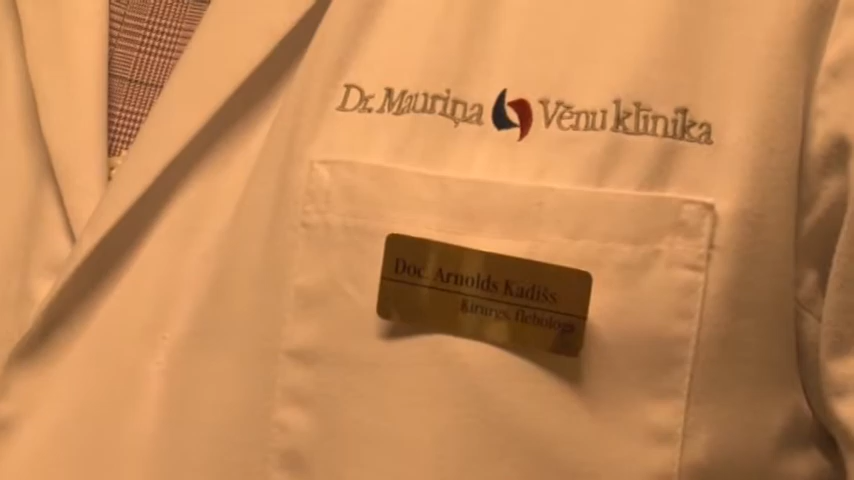 Dr. Mauriņa Vēnu klīnika
Doc. Arnolds Kadišs
Ķirurgs, flebologs